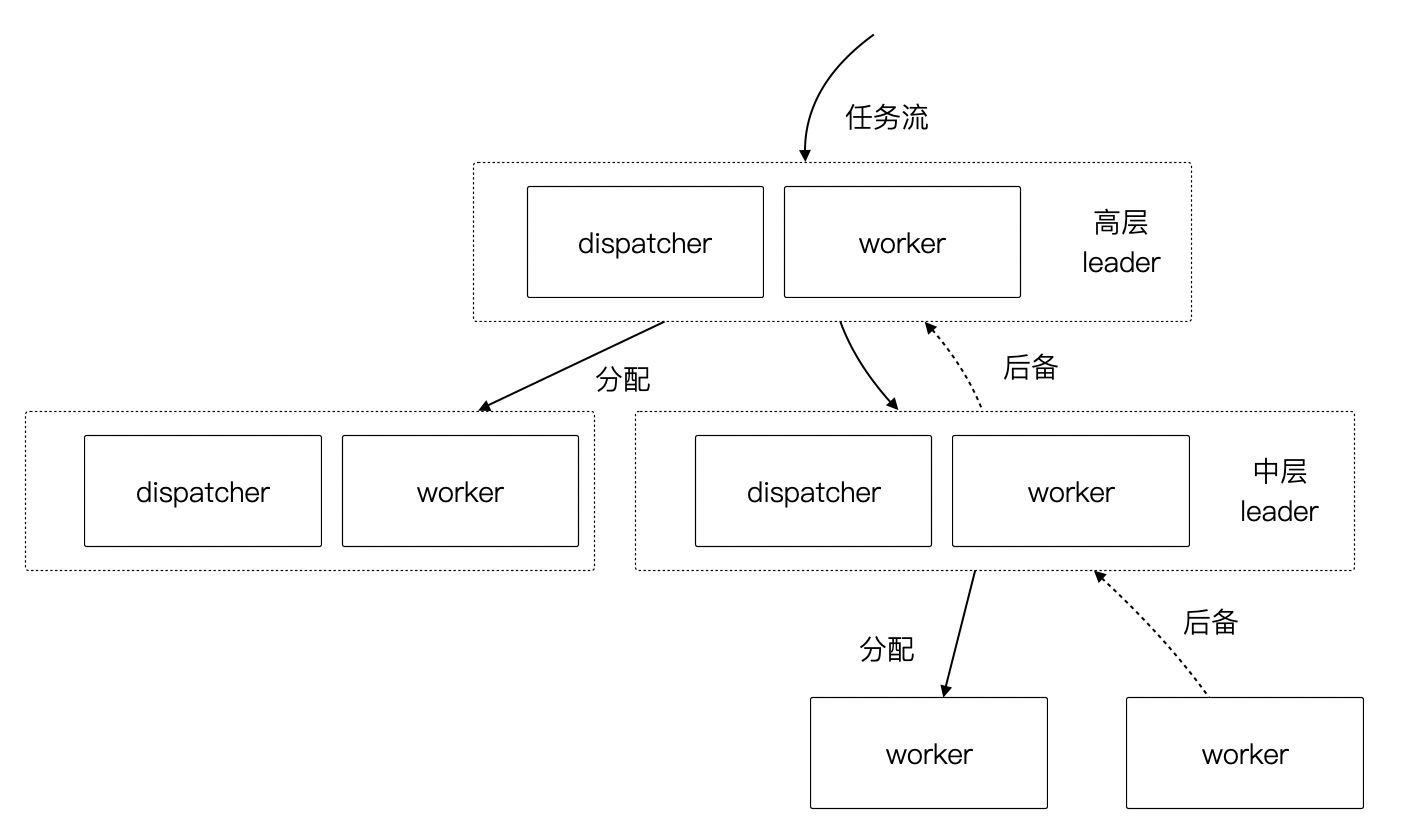 任务流
dispatcher
worker
高层
leader
分配
后备
dispatcher
worker
dispatcher
worker
中层
leader
分配
后备
worker
worker